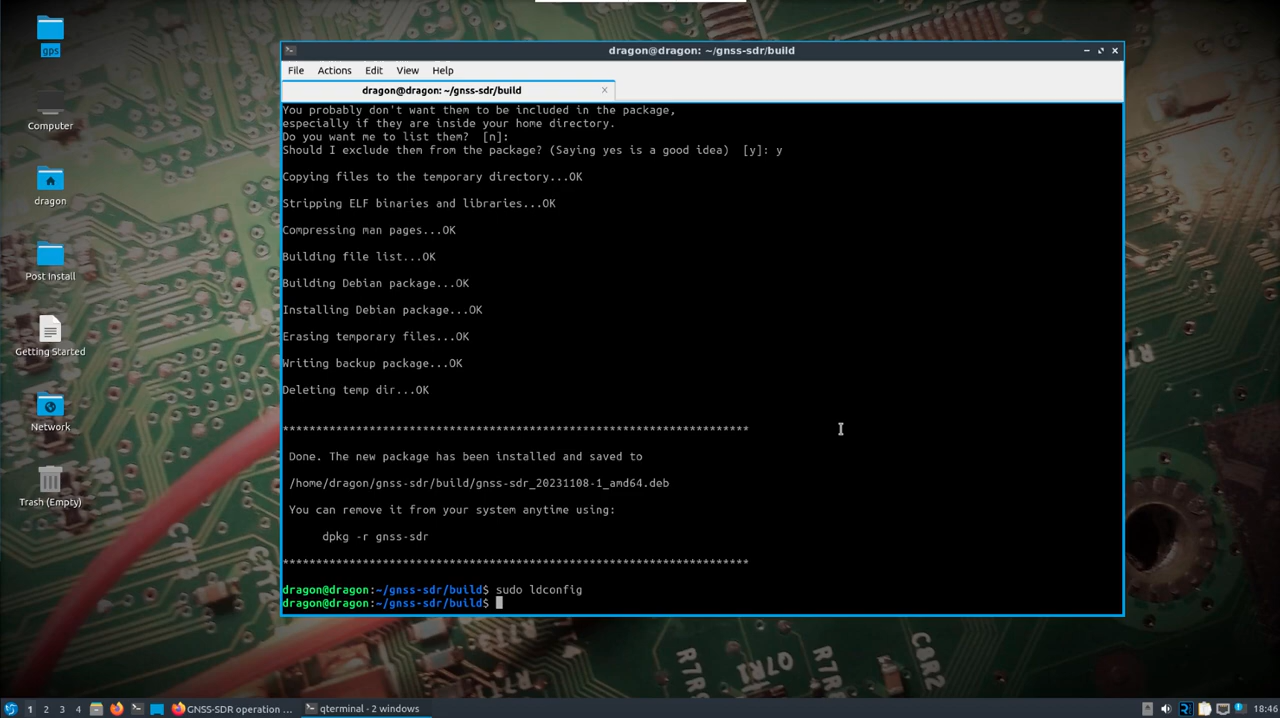 gps
Computer
dragon
Post Install
Getting Started
Network
Trash (Empty)
dragon@dragon: ~/gnss-sdr/build
File Actions Edit View Help
dragon@dragon: ~/gnss-sdr/build
You probably don't want them to be included in the package,
especially if they are inside your home directory.
Do you want me to list them?  [n]:
Should I exclude them from the package? (Saying yes is a good idea)  [y]: y
Copying files to the temporary directory...OK
Stripping ELF binaries and libraries...OK
Compressing man pages...OK
Building file list...OK
Building Debian package...OK
Installing Debian package...OK
Erasing temporary files...OK
Writing backup package...OK
Deleting temp dir...OK
**********************************************************************
Done. The new package has been installed and saved to
/home/dragon/gnss-sdr/build/gnss-sdr_20231108-1_amd64.deb
You can remove it from your system anytime using:
dpkg -r gnss-sdr
**********************************************************************
dragon@dragon:~/gnss-sdr/build$ sudo ldconfig
dragon@dragon:~/gnss-sdr/build$
1 2 3 4 GNSS-SDR operation ... qterminal - 2 windows 18:46